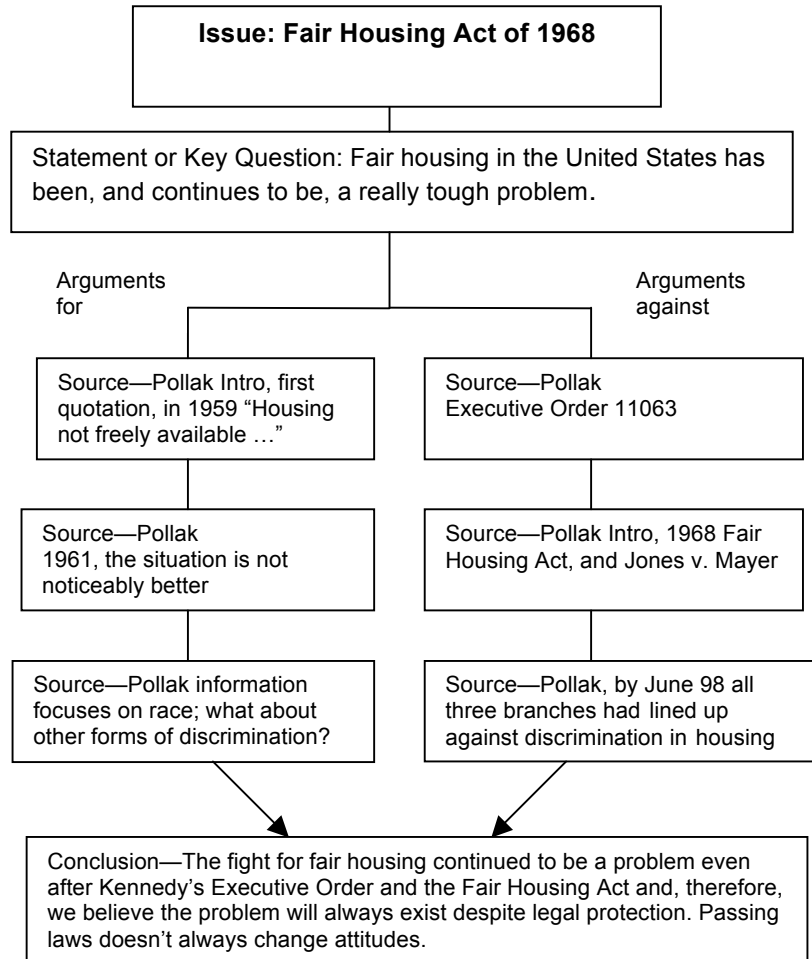 Issue: Fair Housing Act of 1968
Statement or Key Question: Fair housing in the United States has
been, and continues to be, a really tough problem.
Arguments
for
Arguments
against
Source—Pollak Intro, first
quotation, in 1959 “Housing
not freely available …”
Source—Pollak
Executive Order 11063
Source—Pollak
1961, the situation is not
noticeably better
Source—Pollak Intro, 1968 Fair
Housing Act, and Jones v. Mayer
Source—Pollak information
focuses on race; what about
other forms of discrimination?
Source—Pollak, by June 98 all
three branches had lined up
against discrimination in housing
Conclusion—The fight for fair housing continued to be a problem even
after Kennedy’s Executive Order and the Fair Housing Act and, therefore,
we believe the problem will always exist despite legal protection. Passing
laws doesn’t always change attitudes.